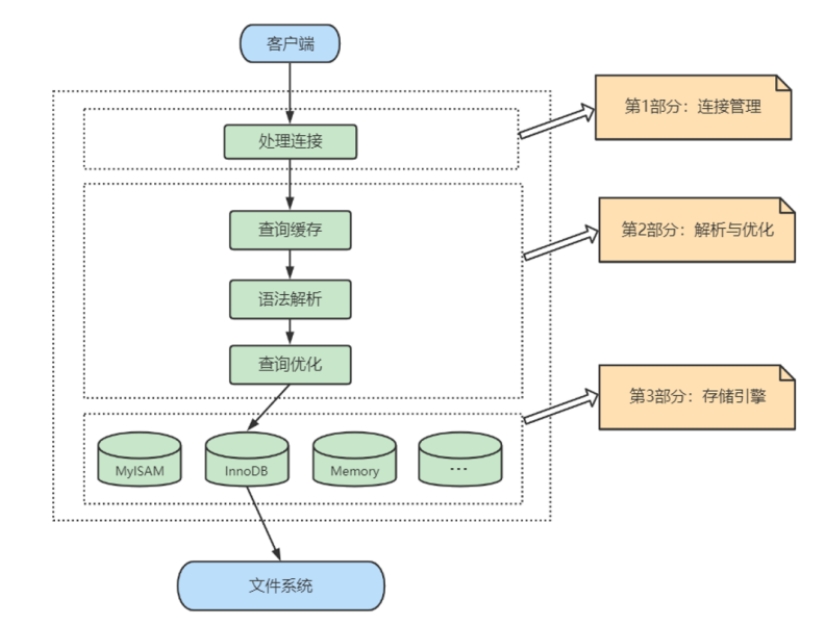 客户端
处理连接
第1部分：连接管理
查询缓存
第2部分：解析与优化
语法解析
查询优化
第3部分：存储引擎
MyISAM
InnoDB
Memory
...
文件系统